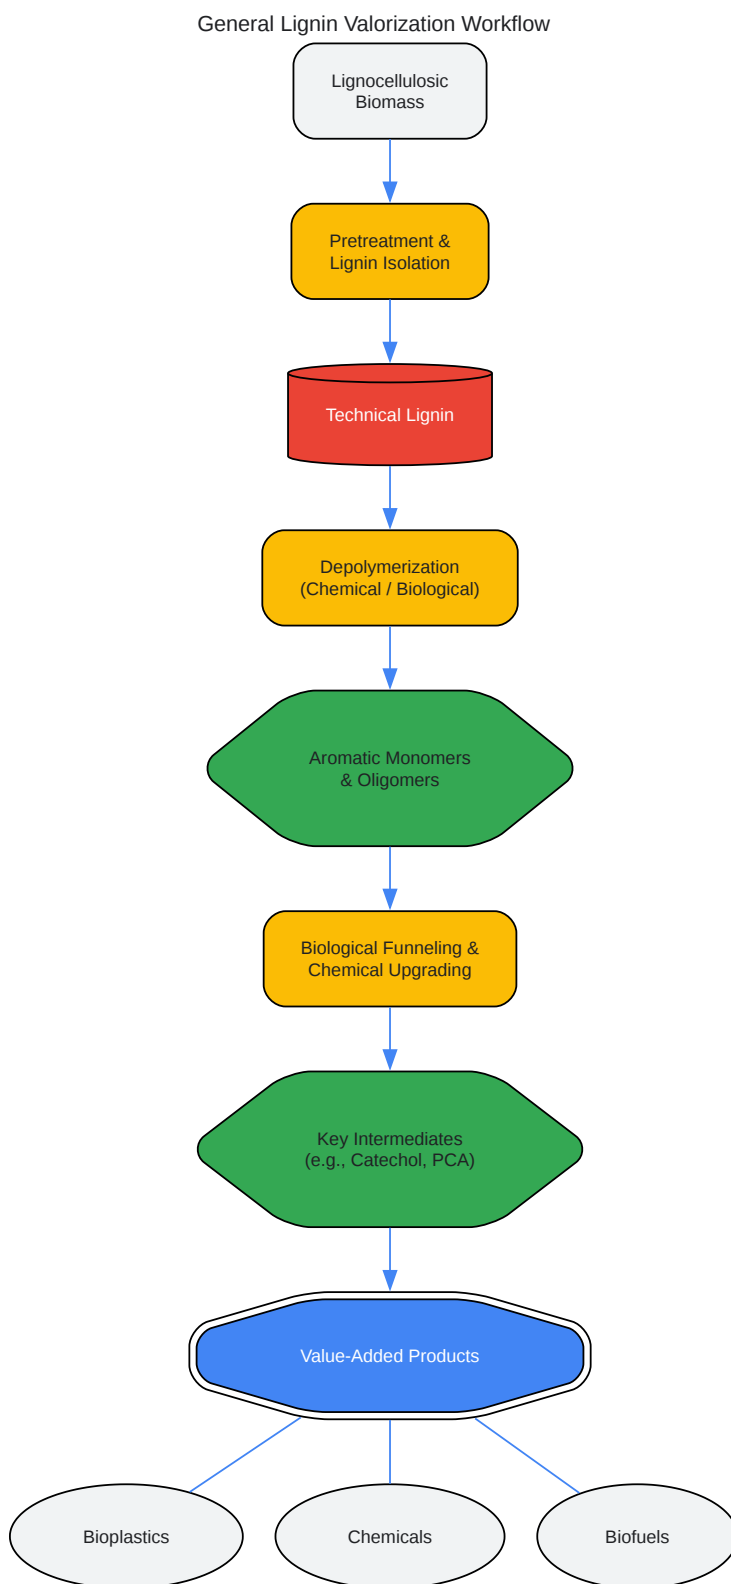 General Lignin Valorization Workflow
Lignocellulosic
Biomass
Pretreatment &
Lignin Isolation
Technical Lignin
Depolymerization
(Chemical / Biological)
Aromatic Monomers
& Oligomers
Biological Funneling &
Chemical Upgrading
Key Intermediates
(e.g., Catechol, PCA)
Value-Added Products
Bioplastics
Chemicals
Biofuels